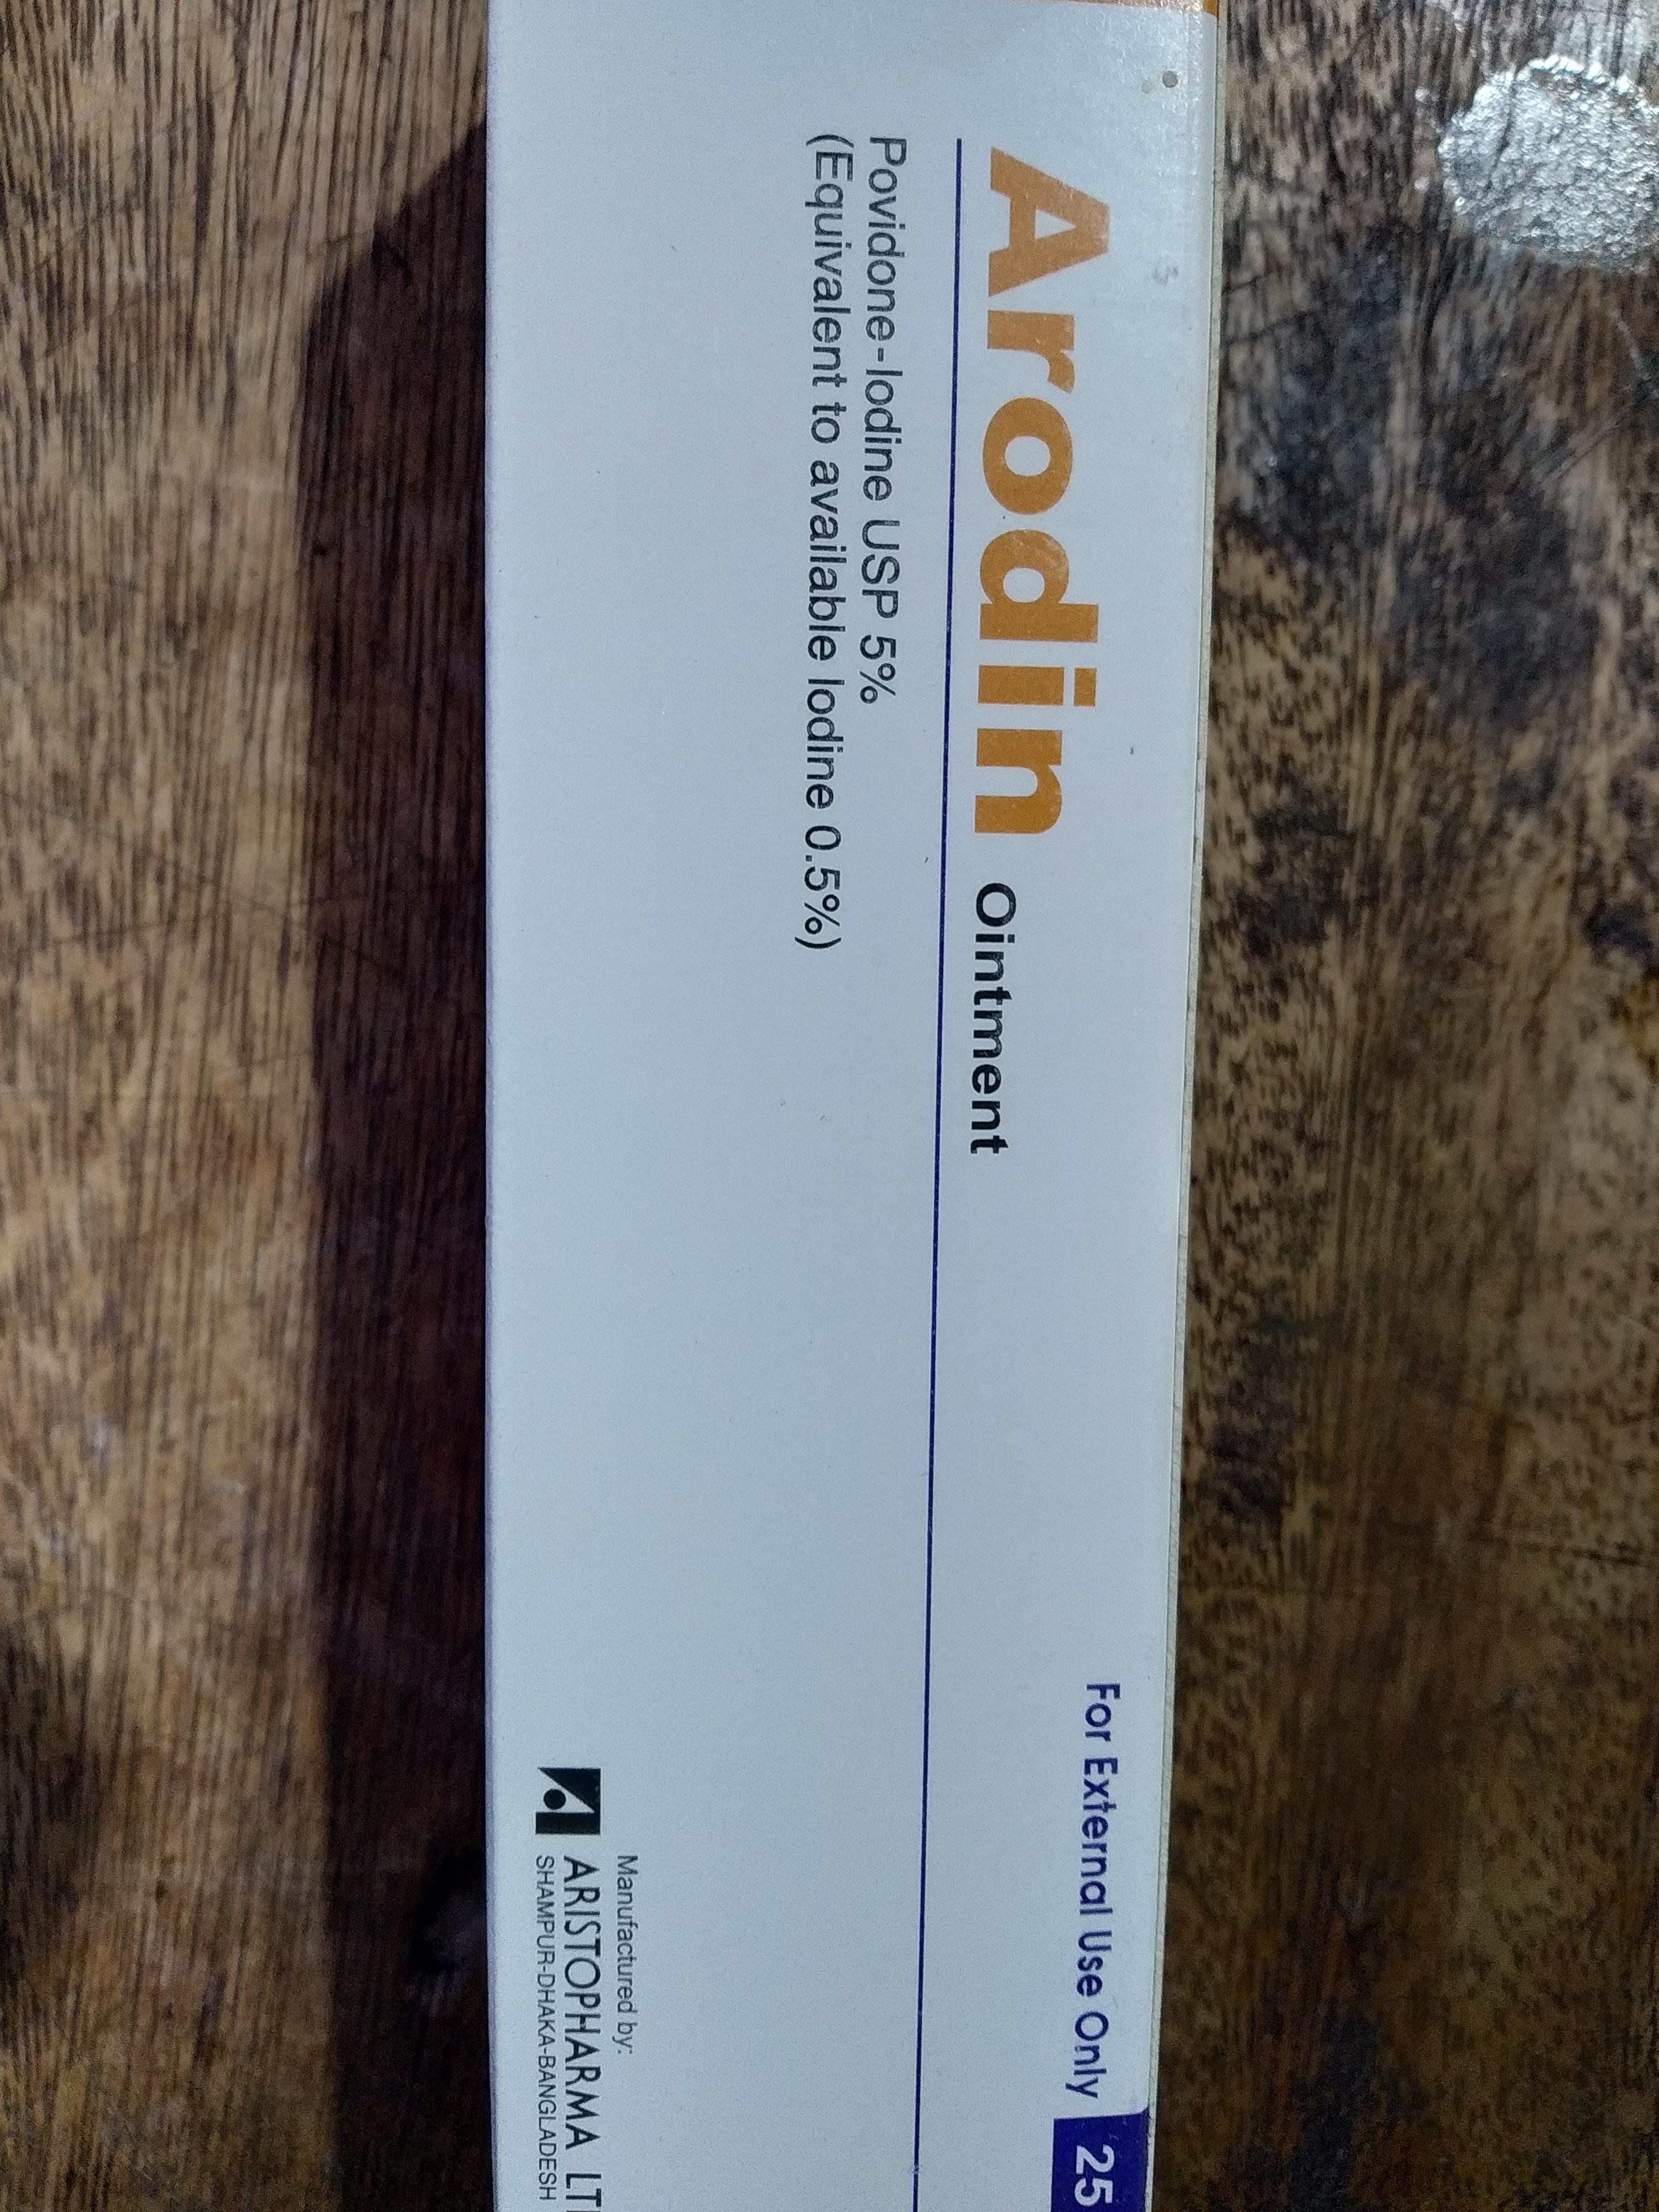 Arodin Ointment
For External Use Only 25
Povidone-Iodine USP 5%
(Equivalent to available Iodine 0.5%)
Manufactured by:
ARISTOPHARMA
SHAMPUR-DHAKA-BANGLADESH